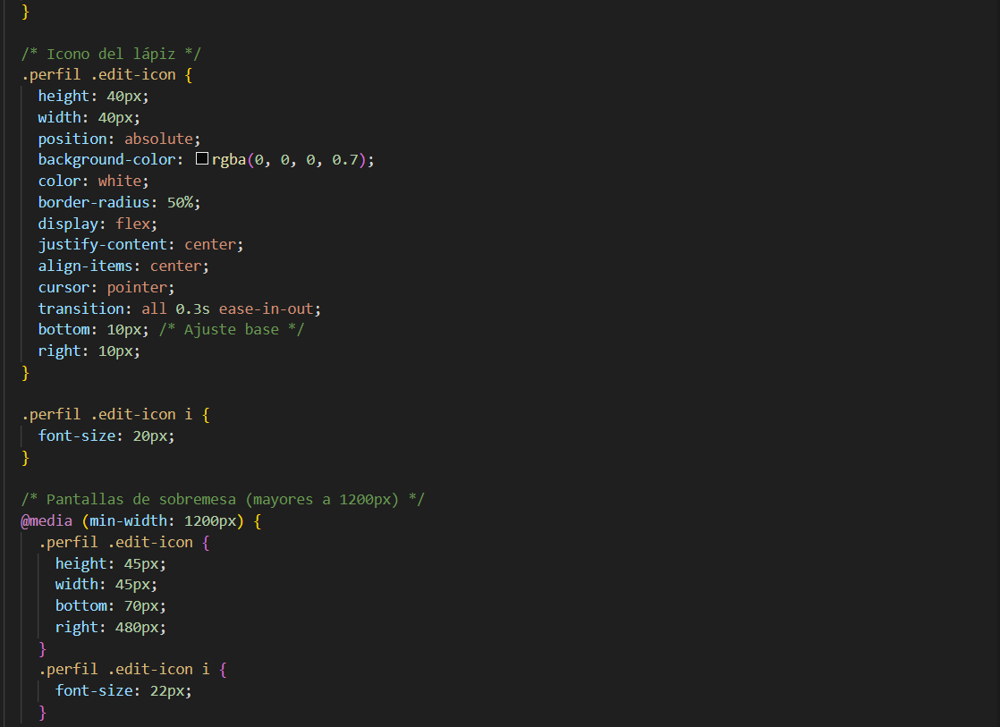 }
/* Icono del lápiz */
.perfil .edit-icon {
height: 40px;
width: 40px;
position: absolute;
background-color: rgba(0, 0, 0, 0.7);
color: white;
border-radius: 50%;
display: flex;
justify-content: center;
align-items: center;
cursor: pointer;
transition: all 0.3s ease-in-out;
bottom: 10px; /* Ajuste base */
right: 10px;
}
.perfil .edit-icon i {
font-size: 20px;
}
/* Pantallas de sobremesa (mayores a 1200px) */
@media (min-width: 1200px) {
.perfil .edit-icon {
height: 45px;
width: 45px;
bottom: 70px;
right: 480px;
}
.perfil .edit-icon i {
font-size: 22px;
}